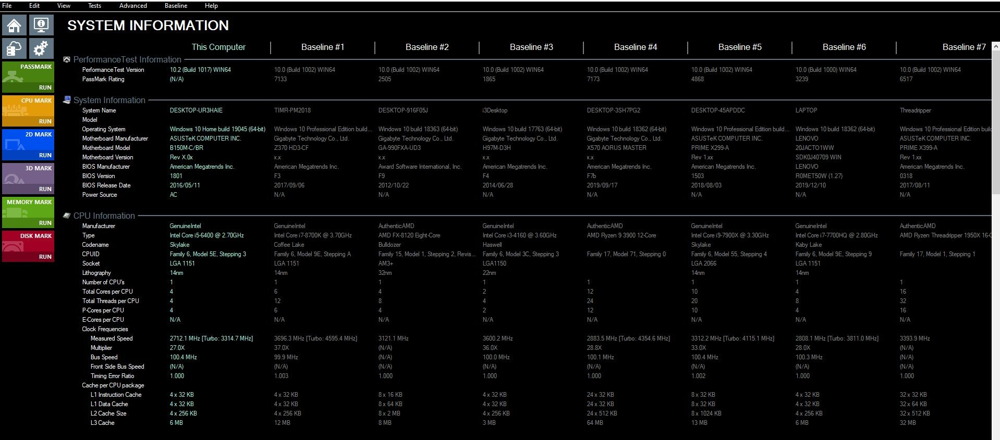 File Edit View Tests Advanced Baseline Help
SYSTEM INFORMATION
This Computer Baseline #1 Baseline #2 Baseline #3 Baseline #4 Baseline #5 Baseline #6 Baseline #7
PerformanceTest Information
PerformanceTest Version 10.2 (Build 1017) WIN64 10.0 (Build 1002) WIN64 10.0 (Build 1002) WIN64 10.0 (Build 1002) WIN64 10.0 (Build 1002) WIN64 10.0 (Build 1002) WIN64 10.0 (Build 1000) WIN64 10.0 (Build 1002) WIN64
PassMark Rating (N/A) 7133 2505 1865 7173 4868 3239 6517
System Information
System Name DESKTOP-UR3HAIE TIMR-PM2018 DESKTOP-916F05J i3Desktop DESKTOP-3SH7PG2 DESKTOP-45APDDC LAPTOP Threadripper
Model
Operating System Windows 10 Home build 19045 (64-bit) Windows 10 Professional Edition build... Windows 10 build 18363 (64-bit) Windows 10 build 17763 (64-bit) Windows 10 build 18362 (64-bit) Windows 10 Professional Edition build... Windows 10 build 18362 (64-bit) Windows 10 Professional Edition build
Motherboard Manufacturer ASUSTeK COMPUTER INC. Gigabyte Technology Co., Ltd. Gigabyte Technology Co., Ltd. Gigabyte Technology Co., Ltd. Gigabyte Technology Co., Ltd. ASUSTeK COMPUTER INC. LENOVO ASUSTeK COMPUTER INC.
Motherboard Model B150M-C/BR Z370 HD3-CF GA-990FXA-UD3 H97M-D3H X570 AORUS MASTER PRIME X299-A 20JACTO1WW PRIME X399-A
Motherboard Version Rev X.0x x.x x.x x.x x.x Rev 1.xx SDK0J40709 WIN Rev 1.xx
BIOS Manufacturer American Megatrends Inc. American Megatrends Inc. Award Software International, Inc. American Megatrends Inc. American Megatrends Inc. American Megatrends Inc. LENOVO American Megatrends Inc.
BIOS Version 1801 F3 F9 F4 F7b 1503 R0MET50W (1.27) 0318
BIOS Release Date 2016/05/11 2017/09/06 2012/10/22 2014/06/28 2019/09/17 2018/08/03 2019/12/10 2017/08/11
Power Source AC N/A N/A N/A N/A N/A N/A N/A
CPU Information
Manufacturer GenuineIntel GenuineIntel AuthenticAMD GenuineIntel AuthenticAMD GenuineIntel GenuineIntel AuthenticAMD
Type Intel Core i5-6400 @ 2.70GHz Intel Core i7-8700K @ 3.70GHz AMD FX-8120 Eight-Core Intel Core i3-4160 @ 3.60GHz AMD Ryzen 9 3900 12-Core Intel Core i9-7900X @ 3.30GHz Intel Core i7-7700HQ @ 2.80GHz AMD Ryzen Threadripper 1950X 16-C
Codename Skylake Coffee Lake Bulldozer Haswell Skylake Kaby Lake
CPUID Family 6, Model 5E, Stepping 3 Family 6, Model 9E, Stepping A Family 15, Model 1, Stepping 2, Revis... Family 6, Model 3C, Stepping 3 Family 17, Model 71, Stepping 0 Family 6, Model 55, Stepping 4 Family 6, Model 9E, Stepping 9 Family 17, Model 1, Stepping 1
Socket LGA 1151 LGA 1151 AM3+ LGA1150 LGA 2066 LGA 1151
Lithography 14nm 14nm 32nm 22nm 14nm 14nm
Number of CPU's 1 1 1 1 1 1 1 1
Total Cores per CPU 4 6 4 2 12 10 4 16
Total Threads per CPU 4 12 8 4 24 20 8 32
P-Cores per CPU 4 6 4 2 12 10 4 16
E-Cores per CPU N/A N/A N/A N/A N/A N/A N/A N/A
Clock Frequencies
Measured Speed 2712.1 MHz [Turbo: 3314.7 MHz] 3696.3 MHz [Turbo: 4595.4 MHz] 3121.1 MHz 3600.2 MHz 2883.5 MHz [Turbo: 4354.6 MHz] 3312.2 MHz [Turbo: 4115.1 MHz] 2808.1 MHz [Turbo: 3811.0 MHz] 3393.9 MHz
Multiplier 27.0X 37.0X (N/A) 36.0X 28.8X 33.0X 28.0X (N/A)
Bus Speed 100.4 MHz 99.9 MHz (N/A) 100.0 MHz 100.1 MHz 100.4 MHz 100.3 MHz (N/A)
Front Side Bus Speed (N/A) (N/A) (N/A) (N/A) (N/A) (N/A) (N/A) (N/A)
Timing Error Ratio 1.000 1.003 1.000 1.000 1.000 1.002 1.000 1.000
Cache per CPU package
L1 Instruction Cache 4 x 32 KB 4 x 32 KB 8 x 16 KB 4 x 32 KB 24 x 32 KB 8 x 32 KB 4 x 32 KB 32 x 32 KB
L1 Data Cache 4 x 32 KB 4 x 32 KB 8 x 64 KB 4 x 32 KB 24 x 32 KB 8 x 32 KB 4 x 32 KB 32 x 64 KB
L2 Cache Size 4 x 256 KB 4 x 256 KB 8 x 2 MB 4 x 256 KB 24 x 512 KB 8 x 1024 KB 4 x 256 KB 32 x 512 KB
L3 Cache 6 MB 12 MB 8 MB 3 MB 64 MB 13 MB 6 MB 32 MB
PASSMARK
RUN
CPU MARK
RUN
2D MARK
RUN
3D MARK
RUN
MEMORY MARK
RUN
DISK MARK
RUN